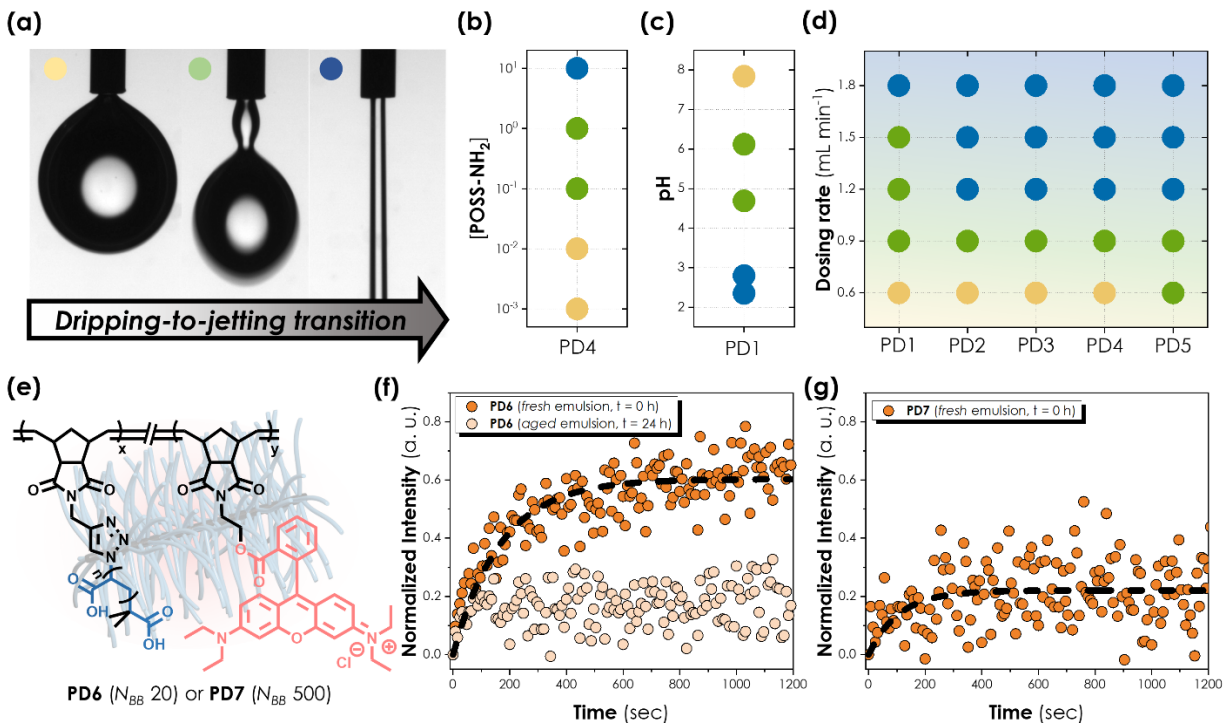 (a)
Dripping-to-jetting transition
(b)
[POSS-NH₂]
10¹
10⁰
10⁻¹
10⁻²
10⁻³
PD4
(c)
pH
8
7
6
5
4
3
2
PD1
(d)
Dosing rate (mL min⁻¹)
1.8
1.5
1.2
0.9
0.6
PD1 PD2 PD3 PD4 PD5
(e)
x
y
O N O
O N O
N
N
N
O
O
O
OH
O
OH
N
O
N
Cl
PD6 (N_BB 20) or PD7 (N_BB 500)
(f)
PD6 (fresh emulsion, t = 0 h)
PD6 (aged emulsion, t = 24 h)
Normalized Intensity (a. u.)
0.8
0.6
0.4
0.2
0.0
0 200 400 600 800 1000 1200
Time (sec)
(g)
PD7 (fresh emulsion, t = 0 h)
Normalized Intensity (a. u.)
0.8
0.6
0.4
0.2
0.0
0 200 400 600 800 1000 1200
Time (sec)